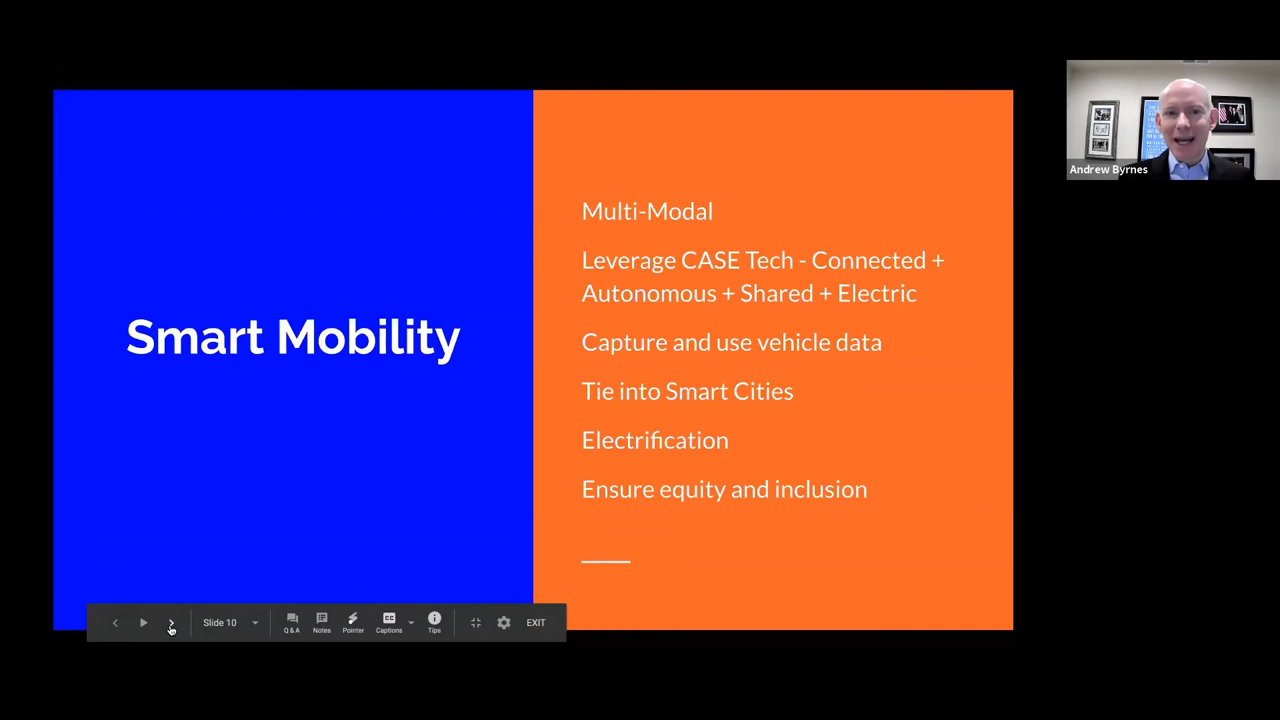 Smart Mobility
Multi-Modal
Leverage CASE Tech - Connected +
Autonomous + Shared + Electric
Capture and use vehicle data
Tie into Smart Cities
Electrification
Ensure equity and inclusion
Andrew Byrnes
Slide 10
Q & A
Notes
Pointer
CC
Captions
Tips
EXIT